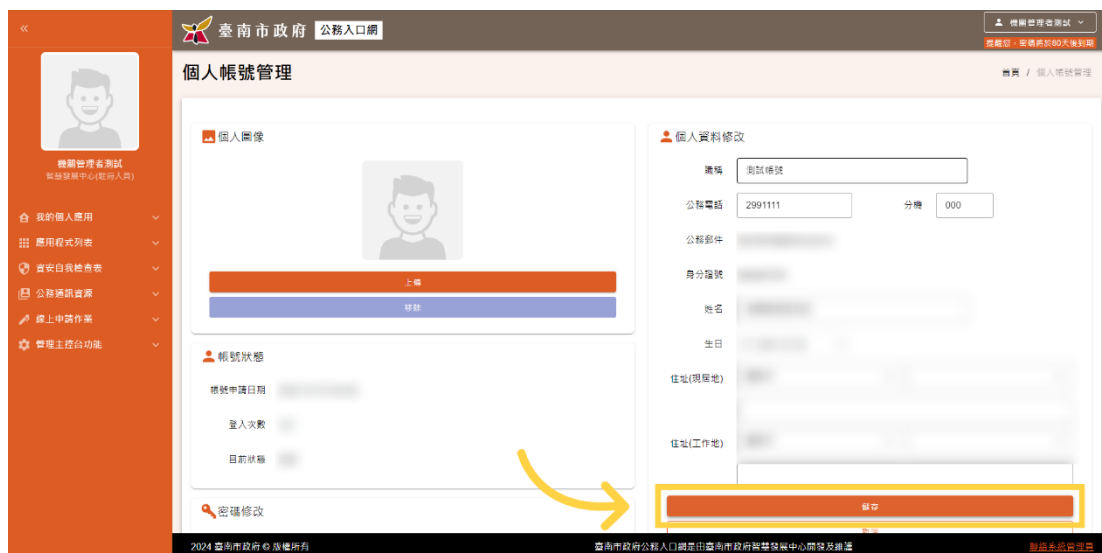 «
臺南市政府 公務入口網
機關管理者測試
提醒您，密碼將於80天後到期
個人帳號管理
首頁 / 個人帳號管理
機關管理者測試
智慧發展中心(駐府人員)
我的個人應用
應用程式列表
資安自我檢查表
公務通訊資源
線上申請作業
管理主控台功能
個人圖像
上傳
移除
帳號狀態
帳號申請日期
登入次數
目前狀態
密碼修改
個人資料修改
職稱 測試帳號
公務電話 2991111 分機 000
公務郵件
身分證號
姓名
生日
住址(現居地)
住址(工作地)
儲存
取消
2024 臺南市政府 © 版權所有
臺南市政府公務入口網是由臺南市政府智慧發展中心開發及維護
聯絡系統管理員